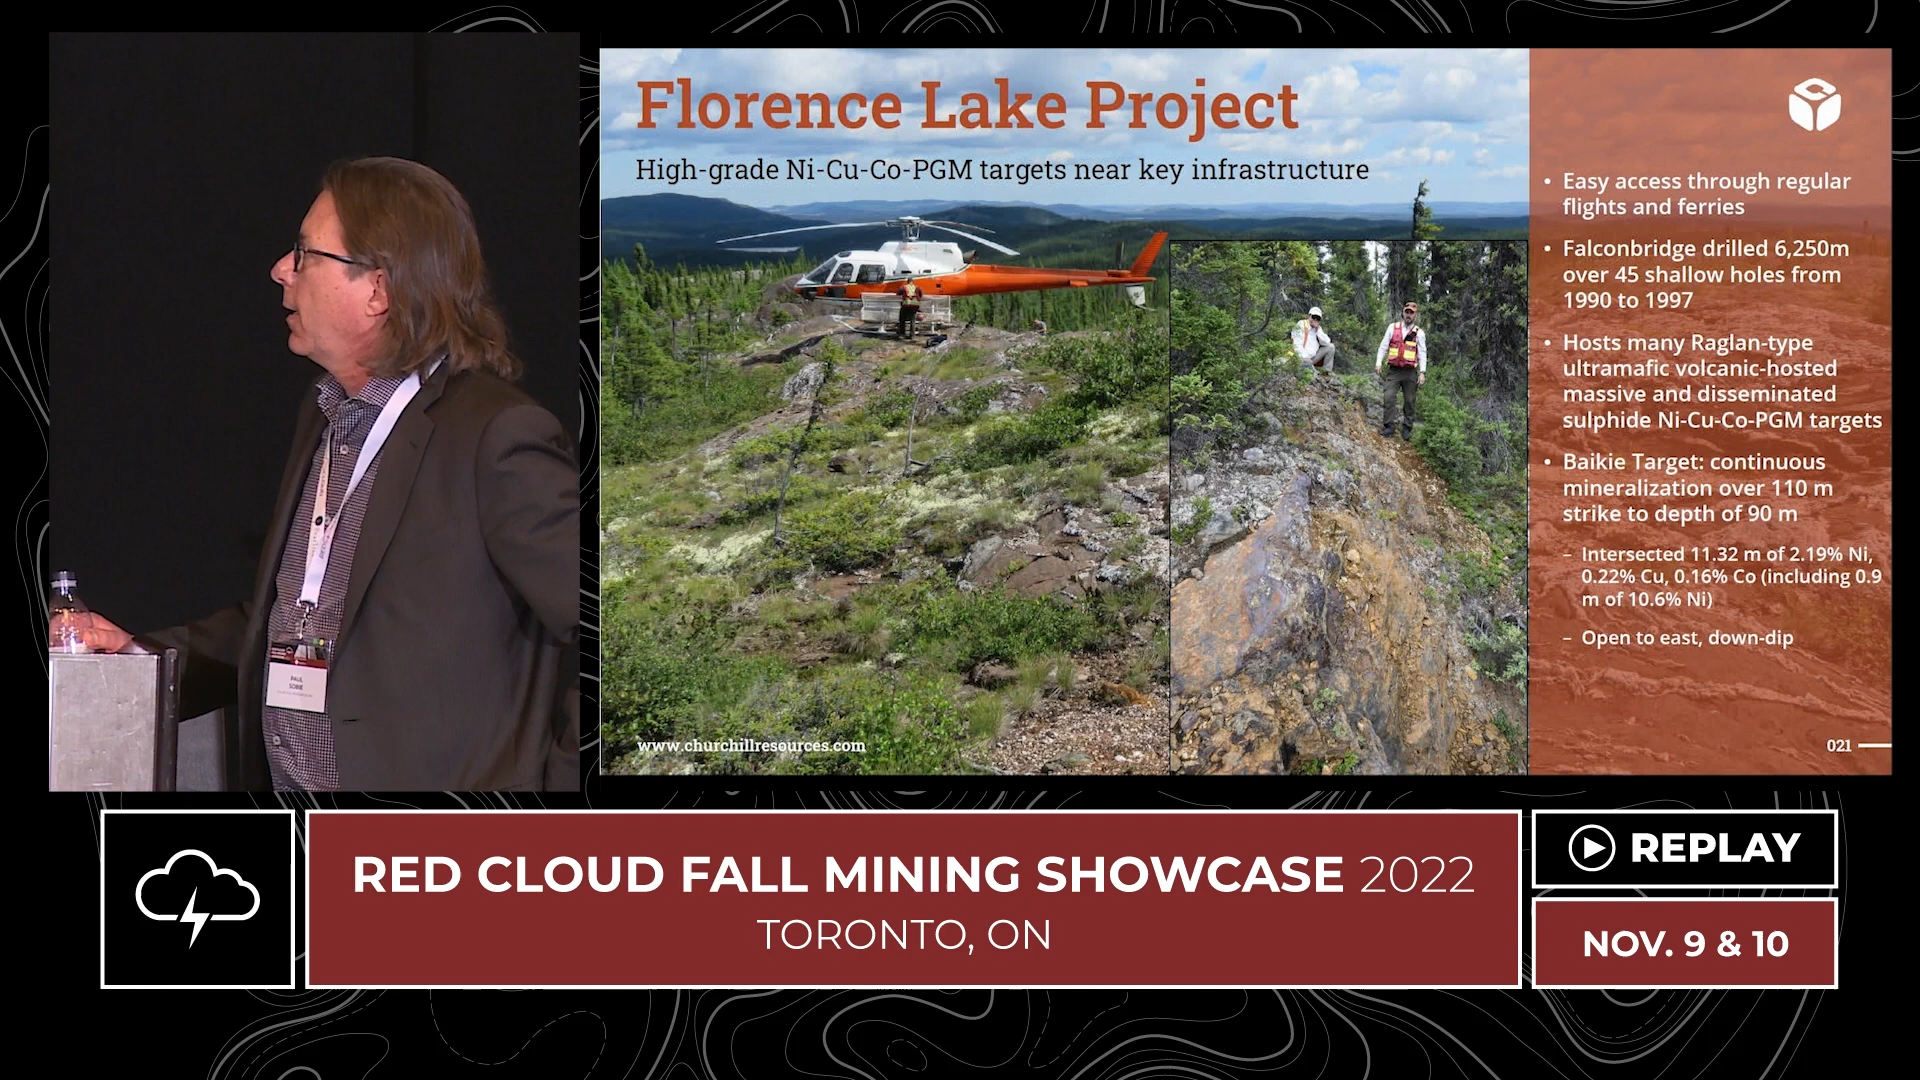 Florence Lake Project
High-grade Ni-Cu-Co-PGM targets near key infrastructure
• Easy access through regular
flights and ferries
• Falconbridge drilled 6,250m
over 45 shallow holes from
1990 to 1997
• Hosts many Raglan-type
ultramafic volcanic-hosted
massive and disseminated
sulphide Ni-Cu-Co-PGM targets
• Baikie Target: continuous
mineralization over 110 m
strike to depth of 90 m
– Intersected 11.32 m of 2.19% Ni,
0.22% Cu, 0.16% Co (including 0.9
m of 10.6% Ni)
– Open to east, down-dip
www.churchillresources.com
021
PAUL
SOBIE
RED CLOUD FALL MINING SHOWCASE 2022
TORONTO, ON
REPLAY
NOV. 9 & 10